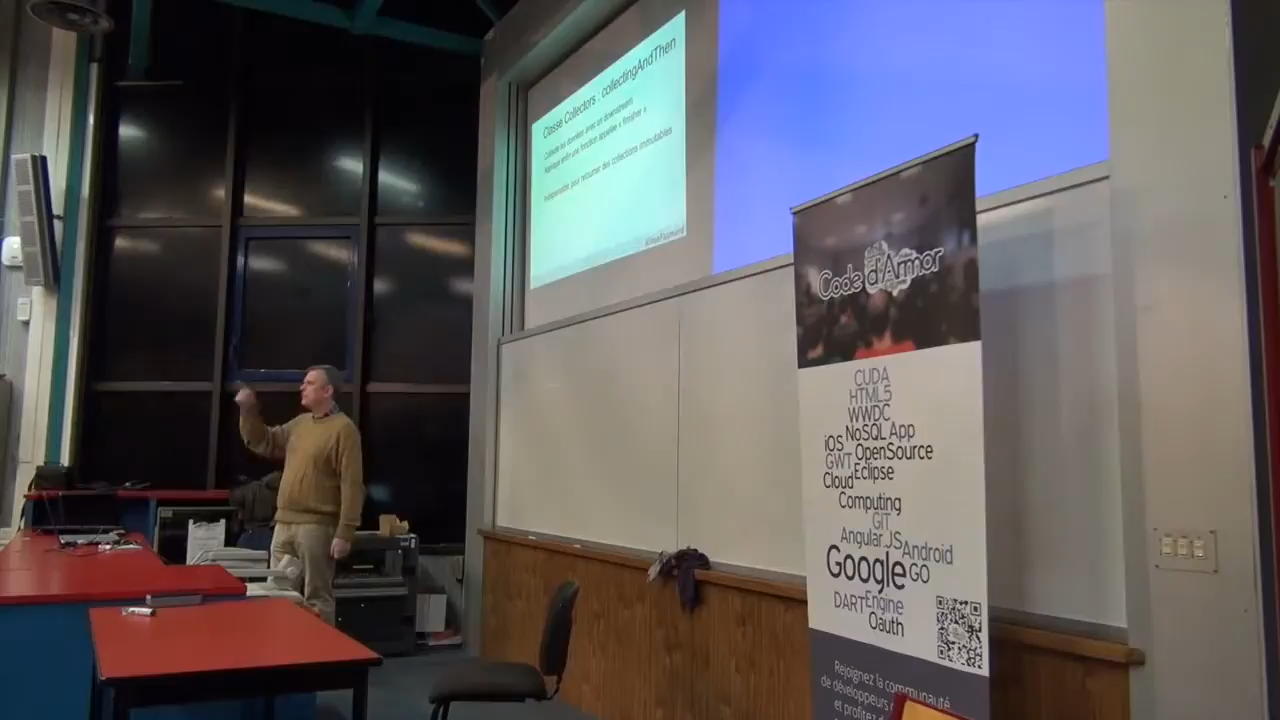 Classe Collectors : collectingAndThen
Collecte les données avec un downstream
Applique enfin une fonction appelée « finisher »
Indispensable pour retourner des collections immutables
Code d'Armor
CUDA
HTML5
WWDC
NoSQL App
iOS
OpenSource
GWT
Eclipse
Cloud
Computing
GIT
AngularJS
Android
Google
GO
DART
Engine
Oauth
Rejoignez la communauté
de développeurs
et profitez